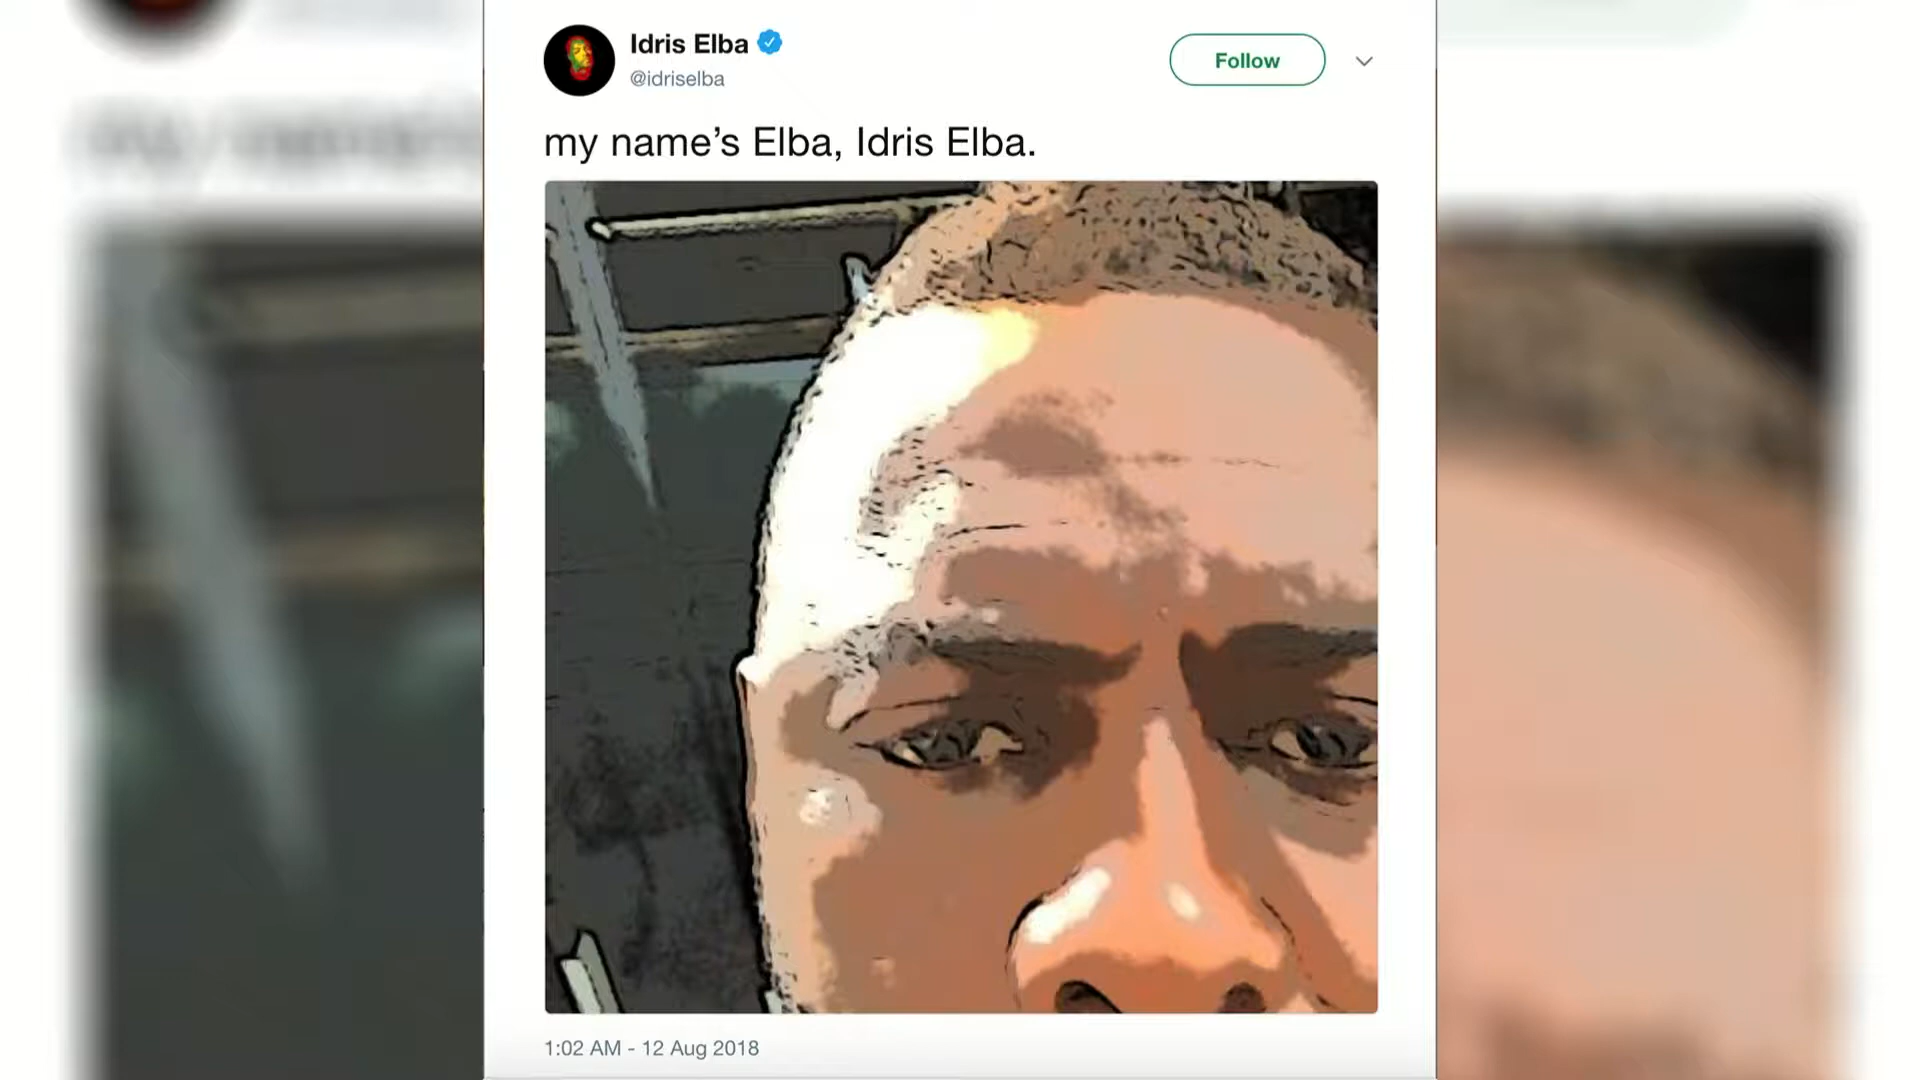 Idris Elba
@idriselba
Follow
my name’s Elba, Idris Elba.
1:02 AM - 12 Aug 2018